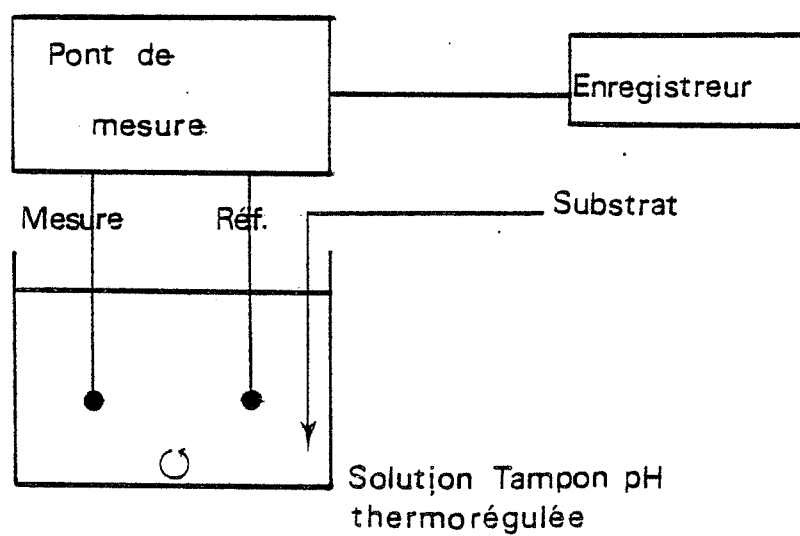 Pont de
mesure
Enregistreur
Mesure
Réf.
Substrat
Solution Tampon pH
thermorégulée